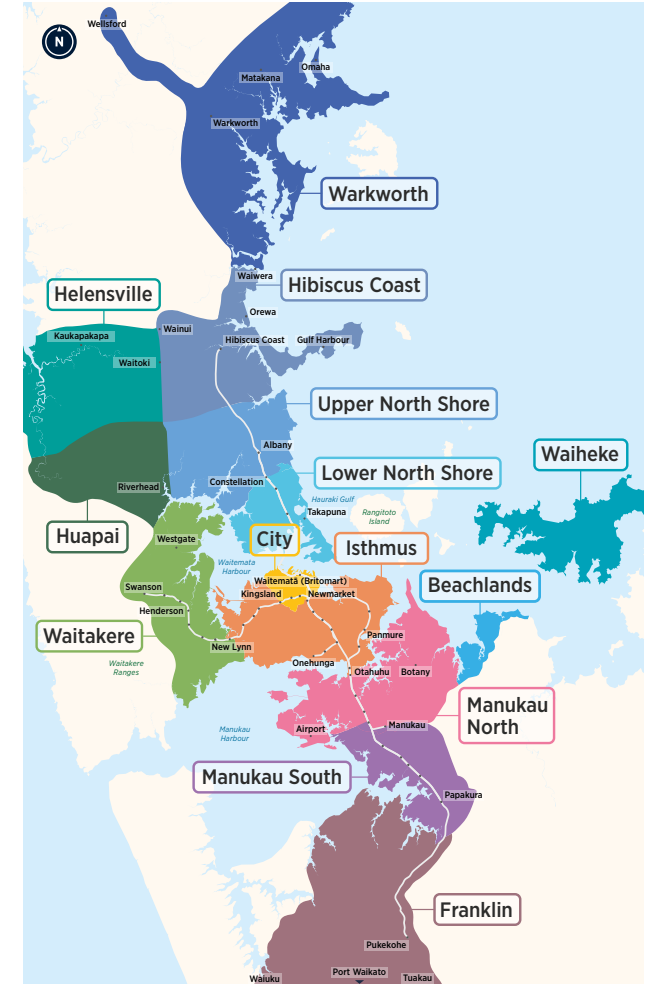 Wellsford
N
Omaha
Matakana
Warkworth
Warkworth
Waiwera
Hibiscus Coast
Helensville
Orewa
Wainui
Kaukapakapa
Hibiscus Coast
Gulf Harbour
Waitoki
Upper North Shore
Albany
Waiheke
Lower North Shore
Constellation
Riverhead
Hauraki Gulf
Takapuna
Rangitoto
Island
Huapai
City
Isthmus
Westgate
Waitemata
Harbour
Waitematā (Britomart)
Beachlands
Swanson
Kingsland
Newmarket
Henderson
Waitakere
Panmure
New Lynn
Onehunga
Waitakere
Ranges
Otahuhu
Botany
Manukau
North
Manukau
Airport
Manukau
Harbour
Manukau South
Papakura
Franklin
Pukekohe
Port Waikato
Waiuku
Tuakau